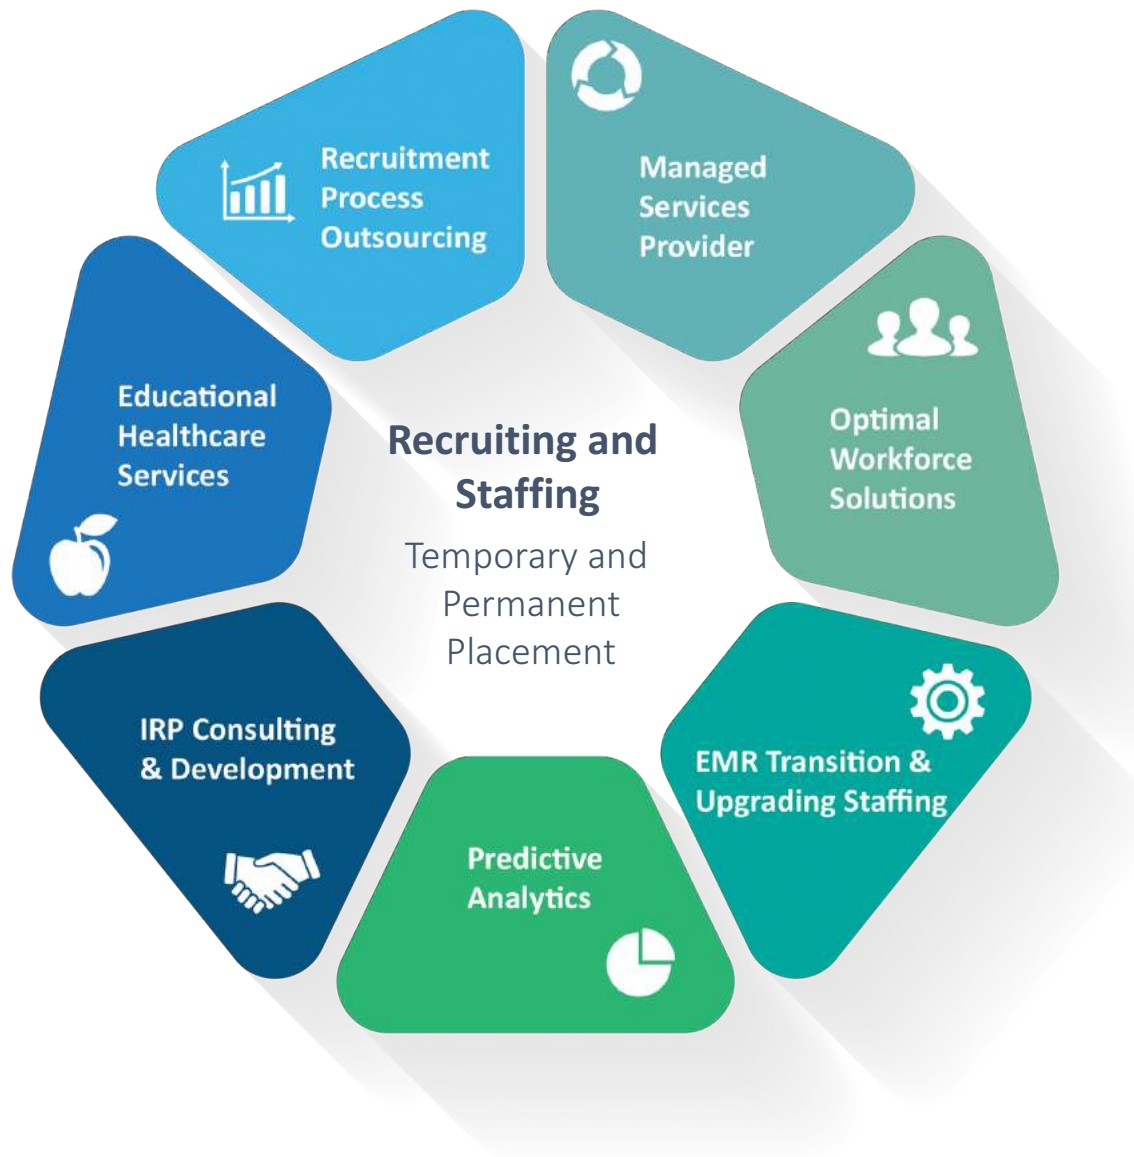 Recruitment
Process
Outsourcing
Managed
Services
Provider
Optimal
Workforce
Solutions
EMR Transition &
Upgrading Staffing
Predictive
Analytics
IRP Consulting
& Development
Educational
Healthcare
Services
Recruiting and
Staffing
Temporary and
Permanent
Placement